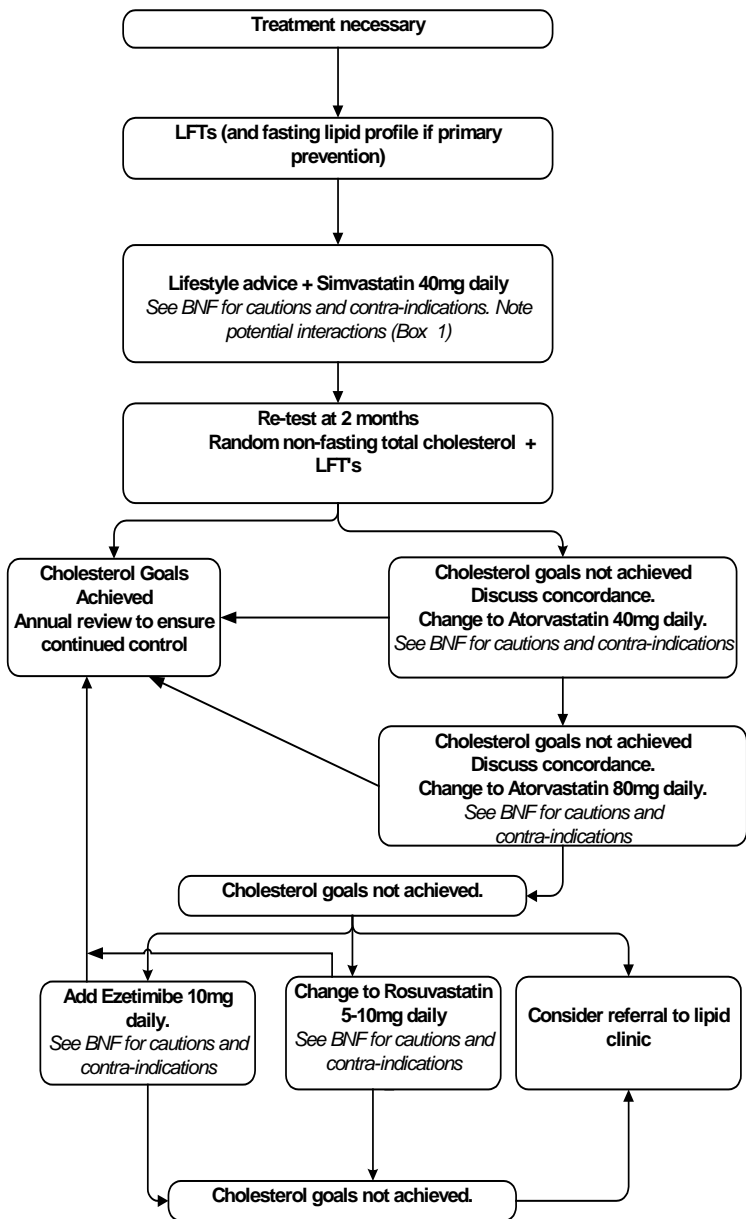 Treatment necessary
LFTs (and fasting lipid profile if primary
prevention)
Lifestyle advice + Simvastatin 40mg daily
See BNF for cautions and contra-indications. Note
potential interactions (Box 1)
Re-test at 2 months
Random non-fasting total cholesterol +
LFT's
Cholesterol Goals
Achieved
Annual review to ensure
continued control
Cholesterol goals not achieved
Discuss concordance.
Change to Atorvastatin 40mg daily.
See BNF for cautions and contra-indications
Cholesterol goals not achieved
Discuss concordance.
Change to Atorvastatin 80mg daily.
See BNF for cautions and
contra-indications
Cholesterol goals not achieved.
Add Ezetimibe 10mg
daily.
See BNF for cautions and
contra-indications
Change to Rosuvastatin
5-10mg daily
See BNF for cautions and
contra-indications
Consider referral to lipid
clinic
Cholesterol goals not achieved.